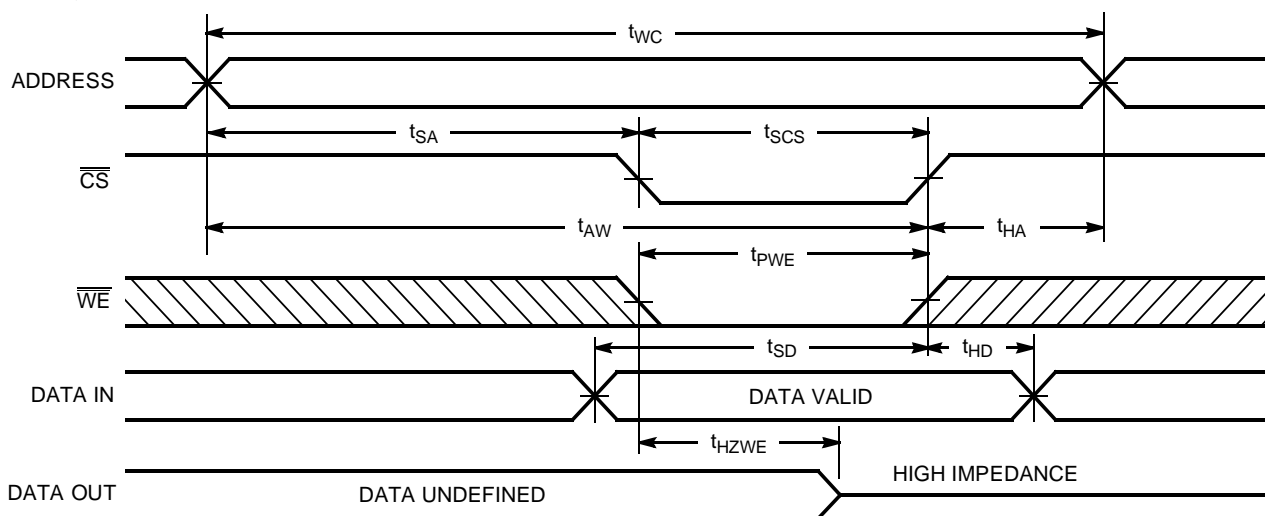 tWC
ADDRESS
tSA
tSCS
CS
tAW
tHA
tPWE
WE
tSD
tHD
DATA IN
DATA VALID
tHZWE
HIGH IMPEDANCE
DATA OUT
DATA UNDEFINED